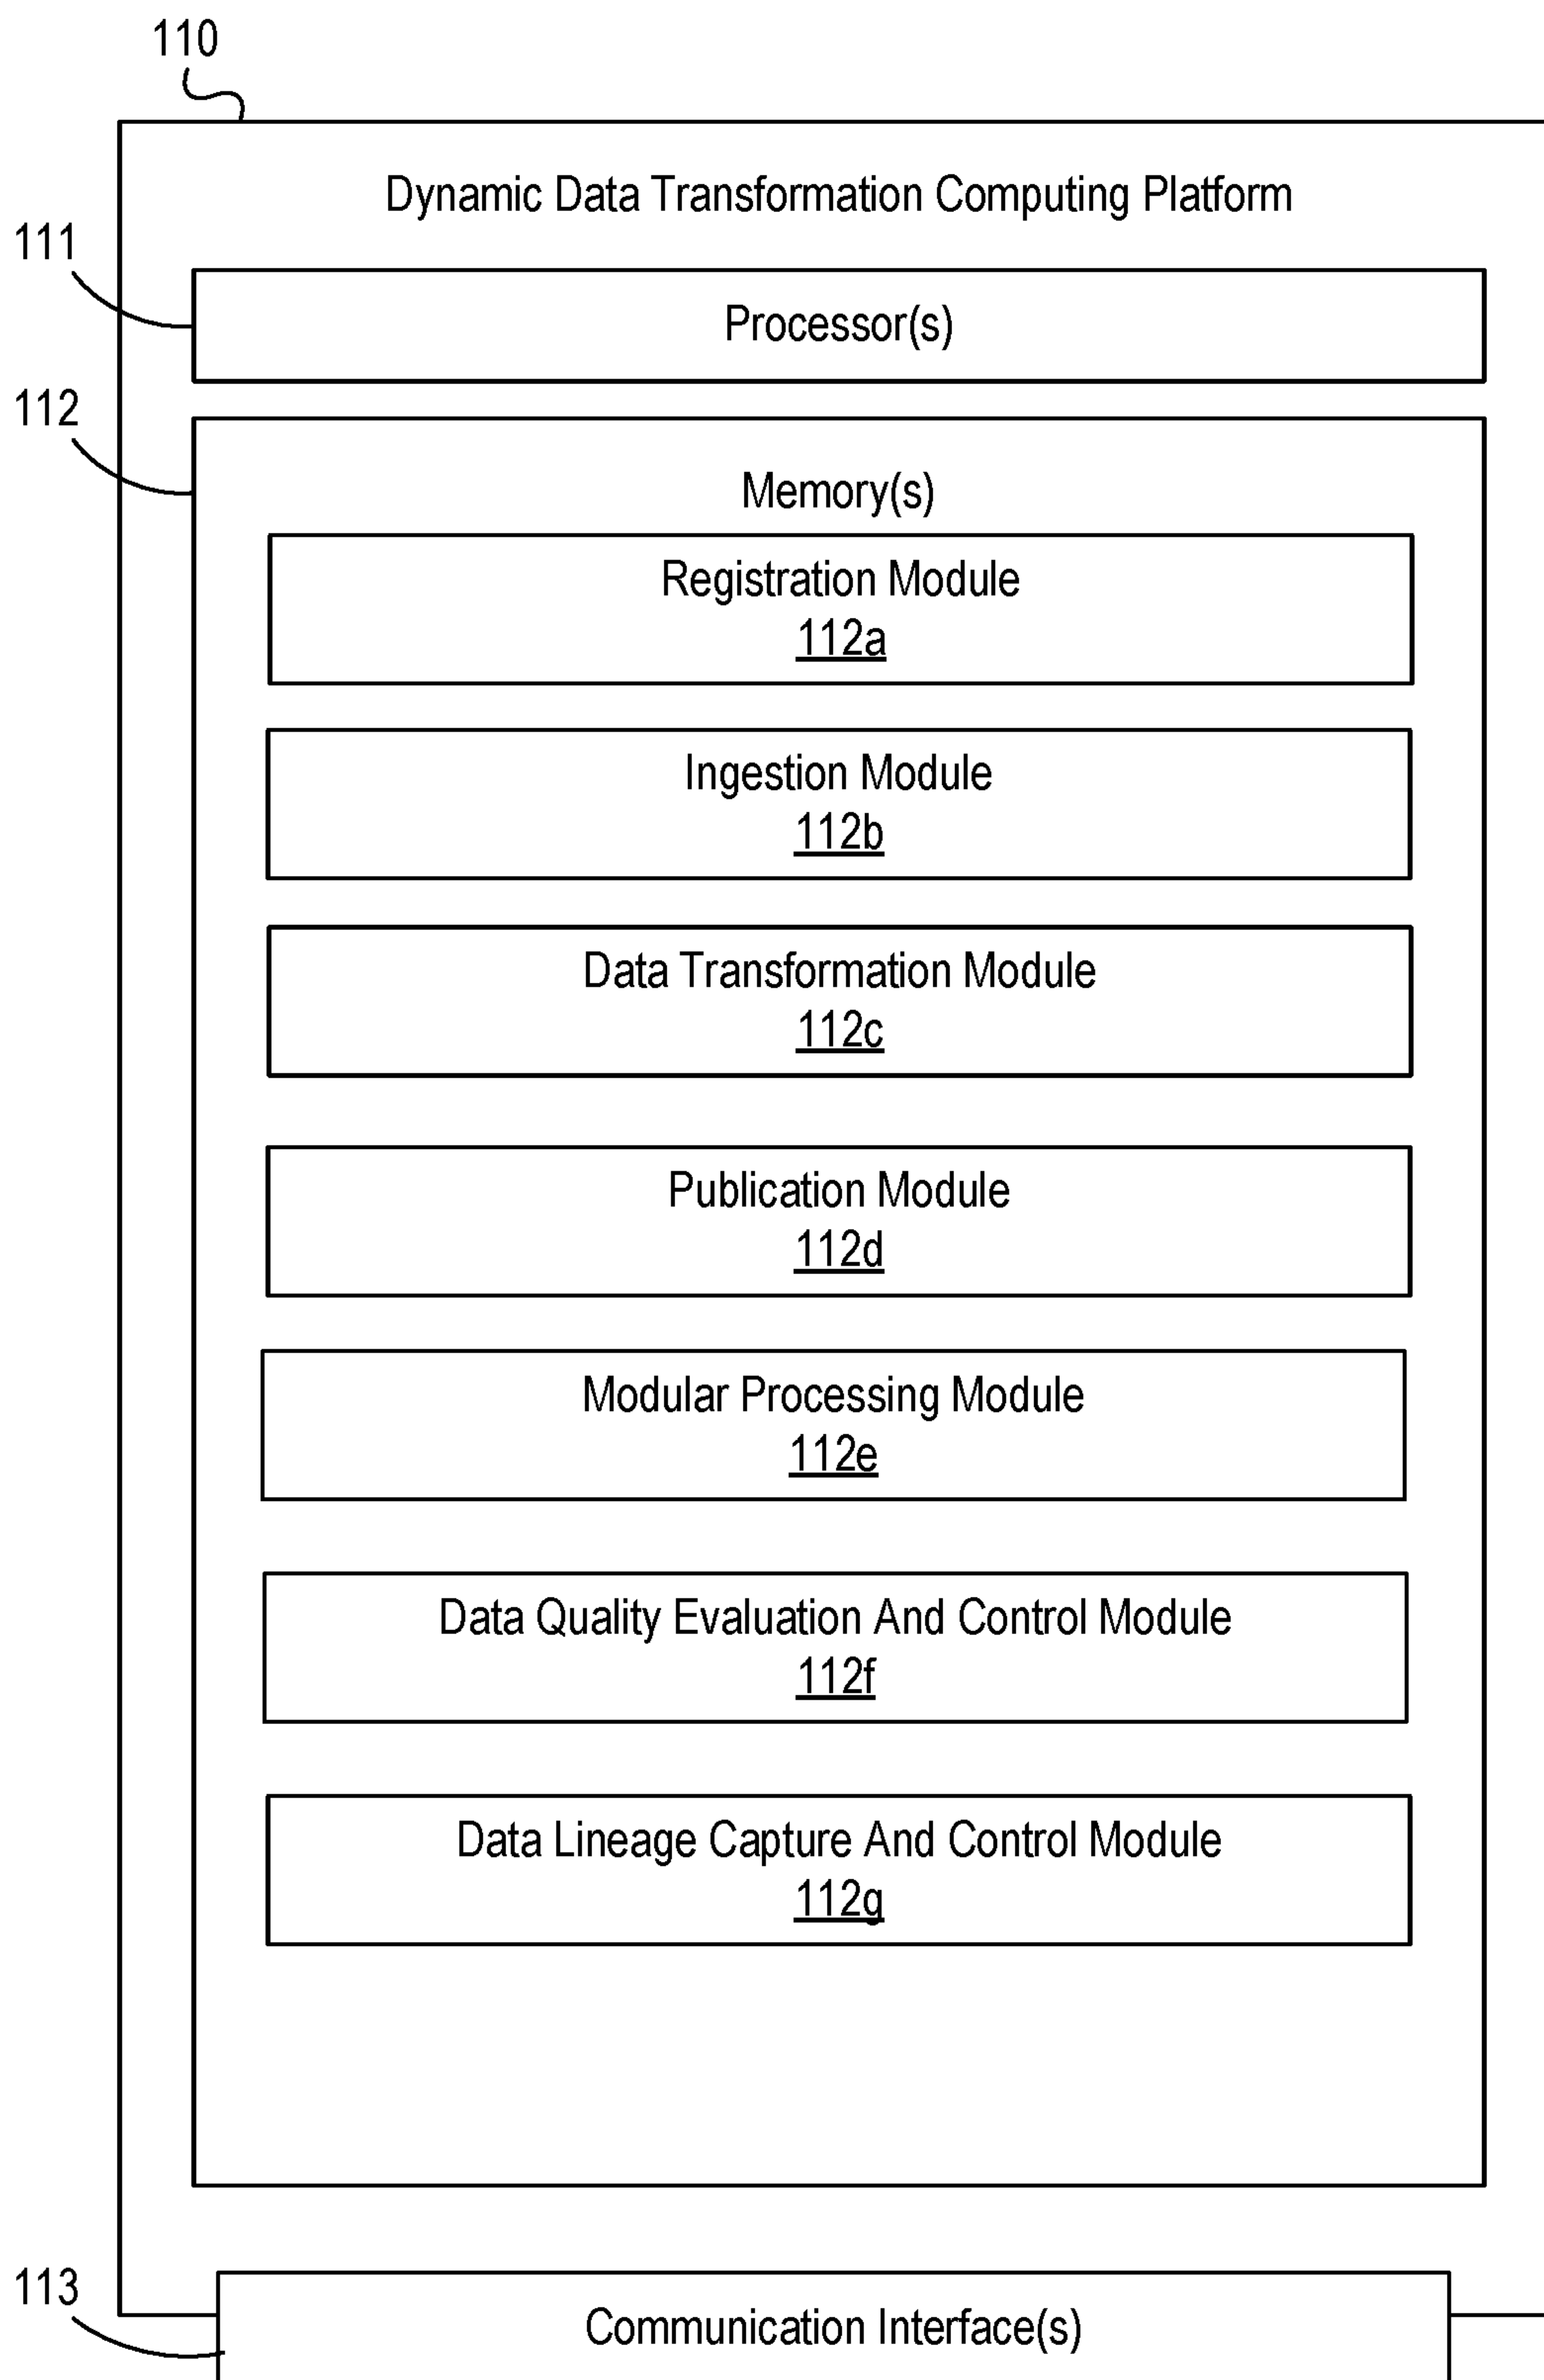 110
Dynamic Data Transformation Computing Platform
111
Processor(s)
112
Memory(s)
Registration Module
112a
Ingestion Module
112b
Data Transformation Module
112c
Publication Module
112d
Modular Processing Module
112e
Data Quality Evaluation And Control Module
112f
Data Lineage Capture And Control Module
112g
113
Communication Interface(s)